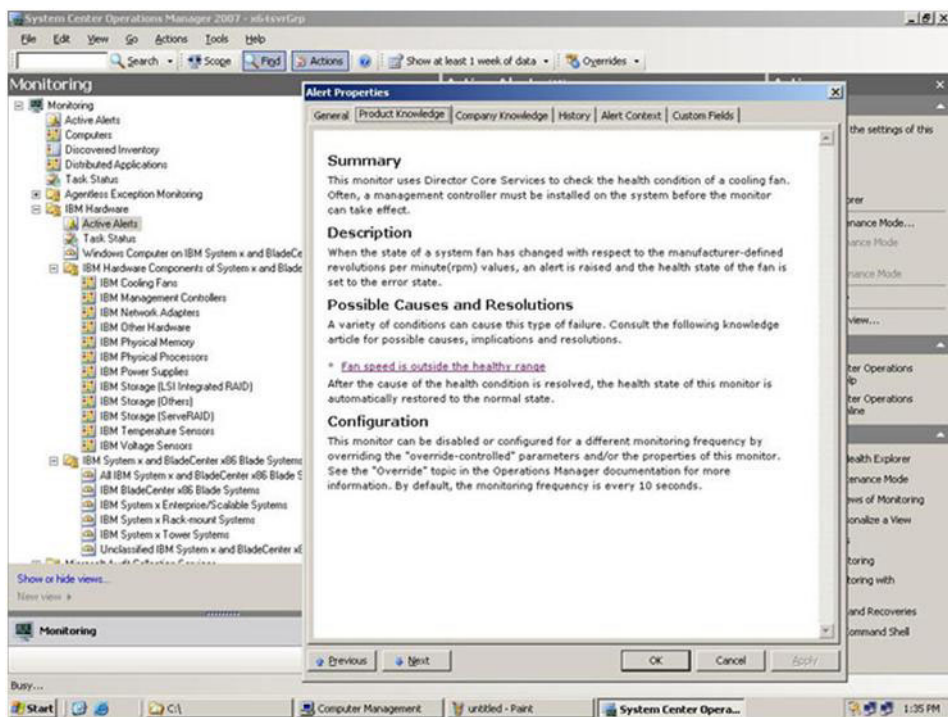 System Center Operations Manager 2007 - x64svrGrp
File Edit View Go Actions Tools Help
Search Scope Find Actions Show at least 1 week of data Overrides
Monitoring
Monitoring
Active Alerts
Computers
Discovered Inventory
Distributed Applications
Task Status
Agentless Exception Monitoring
IBM Hardware
Active Alerts
Task Status
Windows Computer on IBM System x and BladeCe
IBM Hardware Components of System x and Blade
IBM Cooling Fans
IBM Management Controllers
IBM Network Adapters
IBM Other Hardware
IBM Physical Memory
IBM Physical Processors
IBM Power Supplies
IBM Storage (LSI Integrated RAID)
IBM Storage (Others)
IBM Storage (ServeRAID)
IBM Temperature Sensors
IBM Voltage Sensors
IBM System x and BladeCenter x86 Blade Systems
All IBM System x and BladeCenter x86 Blade S
IBM BladeCenter x86 Blade Systems
IBM System x Enterprise/Scalable Systems
IBM System x Rack-mount Systems
IBM System x Tower Systems
Unclassified IBM System x and BladeCenter x8
Show or hide views...
New view
Monitoring
Busy...
Alert Properties
General Product Knowledge Company Knowledge History Alert Context Custom Fields
Summary
This monitor uses Director Core Services to check the health condition of a cooling fan.
Often, a management controller must be installed on the system before the monitor
can take effect.
Description
When the state of a system fan has changed with respect to the manufacturer-defined
revolutions per minute(rpm) values, an alert is raised and the health state of the fan is
set to the error state.
Possible Causes and Resolutions
A variety of conditions can cause this type of failure. Consult the following knowledge
article for possible causes, implications and resolutions.
* Fan speed is outside the healthy range
After the cause of the health condition is resolved, the health state of this monitor is
automatically restored to the normal state.
Configuration
This monitor can be disabled or configured for a different monitoring frequency by
overriding the "override-controlled" parameters and/or the properties of this monitor.
See the "Override" topic in the Operations Manager documentation for more
information. By default, the monitoring frequency is every 10 seconds.
Previous Next OK Cancel Apply
the settings of this
orer
nance Mode...
nance Mode
nance Mode
view...
ter Operations
lp
ter Operations
nline
Health Explorer
enance Mode
ews of Monitoring
onalize a View
s
toring
toring with
and Recoveries
ommand Shell
Start C:\ Computer Management untitled - Paint System Center Opera... 1:35 PM